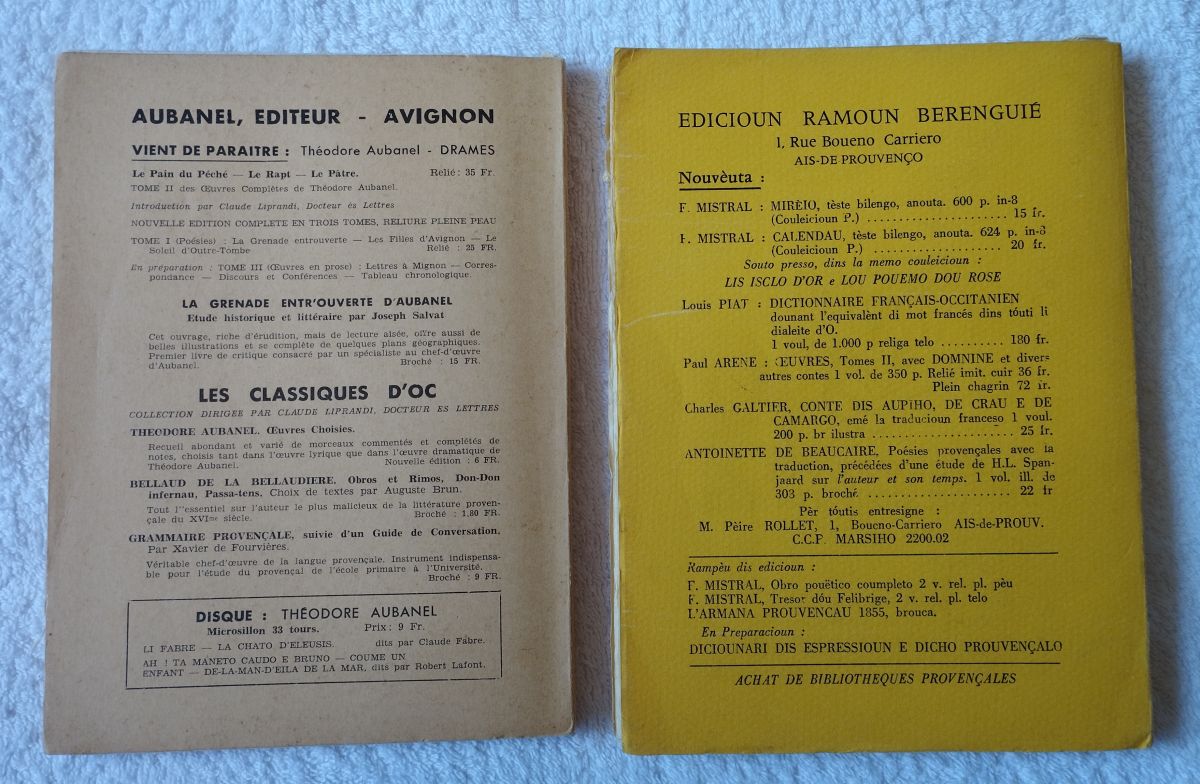 AUBANEL, EDITEUR - AVIGNON
VIENT DE PARAITRE : Théodore Aubanel - DRAMES
Le Pain du Péché — Le Rapt — Le Pâtre. Relié : 35 Fr.
TOME II des Œuvres Complètes de Théodore Aubanel.
Introduction par Claude Liprandi, Docteur ès Lettres
NOUVELLE EDITION COMPLETE EN TROIS TOMES, RELIURE PLEINE PEAU
TOME I (Poésies) : La Grenade entrouverte — Les Filles d'Avignon — Le
Soleil d'Outre-Tombe Relié : 25 FR.
En préparation : TOME III (Œuvres en prose) : Lettres à Mignon — Corres-
pondance — Discours et Conférences — Tableau chronologique.
LA GRENADE ENTR'OUVERTE D'AUBANEL
Etude historique et littéraire par Joseph Salvat
Cet ouvrage, riche d'érudition, mais de lecture aisée, offre aussi de
belles illustrations et se complète de quelques plans géographiques.
Premier livre de critique consacré par un spécialiste au chef-d'œuvre
d'Aubanel. Broché : 15 FR.
LES CLASSIQUES D'OC
COLLECTION DIRIGEE PAR CLAUDE LIPRANDI, DOCTEUR ES LETTRES
THEODORE AUBANEL. Œuvres Choisies.
Recueil abondant et varié de morceaux commentés et complétés de
notes, choisis tant dans l'œuvre lyrique que dans l'œuvre dramatique de
Théodore Aubanel. Nouvelle édition : 6 FR.
BELLAUD DE LA BELLAUDIERE, Obros et Rimos, Don-Don
infernau, Passa-tens. Choix de textes par Auguste Brun.
Tout l''essentiel sur l'auteur le plus malicieux de la littérature proven-
çale du XVIme siècle. Broché : 1,80 FR.
GRAMMAIRE PROVENÇALE, suivie d'un Guide de Conversation,
Par Xavier de Fourvières.
Véritable chef-d'œuvre de la langue provençale. Instrument indispensa-
ble pour l'étude du provençal de l'école primaire à l'Université.
Broché : 9 FR.
DISQUE : THÉODORE AUBANEL
Microsillon 33 tours. Prix : 9 Fr.
LI FABRE — LA CHATO D'ELEUSIS. dits par Claude Fabre.
AH ! TA MANETO CAUDO E BRUNO — COUME UN
ENFANT — DE-LA-MAN-D'EILA DE LA MAR, dits par Robert Lafont.
EDICIOUN RAMOUN BERENGUIÉ
1, Rue Boueno Carriero
AIS-DE PROUVENÇO
Nouvèuta :
F. MISTRAL : MIRÈIO, tèste bilengo, anouta. 600 p. in-8
(Couleicioun P.) ...................... 15 fr.
F. MISTRAL : CALENDAU, tèste bilengo, anouta. 624 p. in-8
(Couleicioun P.) .................... 20 fr.
Souto presso, dins la memo couleicioun :
LIS ISCLO D'OR e LOU POUEMO DOU ROSE
Louis PIAT : DICTIONNAIRE FRANÇAIS-OCCITANIEN
dounant l'equivalènt di mot francés dins tóuti li
dialeite d'O.
1 voul, de 1.000 p religa telo .......... 180 fr.
Paul ARENE : ŒUVRES, Tomes II, avec DOMNINE et divers
autres contes 1 vol. de 350 p. Relié imit. cuir 36 fr.
Plein chagrin 72 fr.
Charles GALTIER, CONTE DIS AUPIHO, DE CRAU E DE
CAMARGO, emé la traducioun franceso 1 voul.
200 p. br ilustra ...................... 25 fr.
ANTOINETTE DE BEAUCAIRE, Poésies provençales avec ta
traduction, précédées d'une étude de H.L. Span-
jaard sur l'auteur et son temps. 1 vol. ill. de
303 p. broché ...................... 22 fr
Pèr tóutis entresigne :
M. Pèire ROLLET, 1, Boueno-Carriero AIS-de-PROUV.
C.C.P. MARSIHO 2200.02
Rampèu dis edicioun :
F. MISTRAL, Obro pouëtico coumpleto 2 v. rel. pl. pèu
F. MISTRAL, Tresor dóu Felibrige, 2 v. rel. pl. telo
L'ARMANA PROUVENCAU 1855, brouca.
En Preparacioun :
DICIOUNARI DIS ESPRESSIOUN E DICHO PROUVENÇALO
ACHAT DE BIBLIOTHEQUES PROVENÇALES